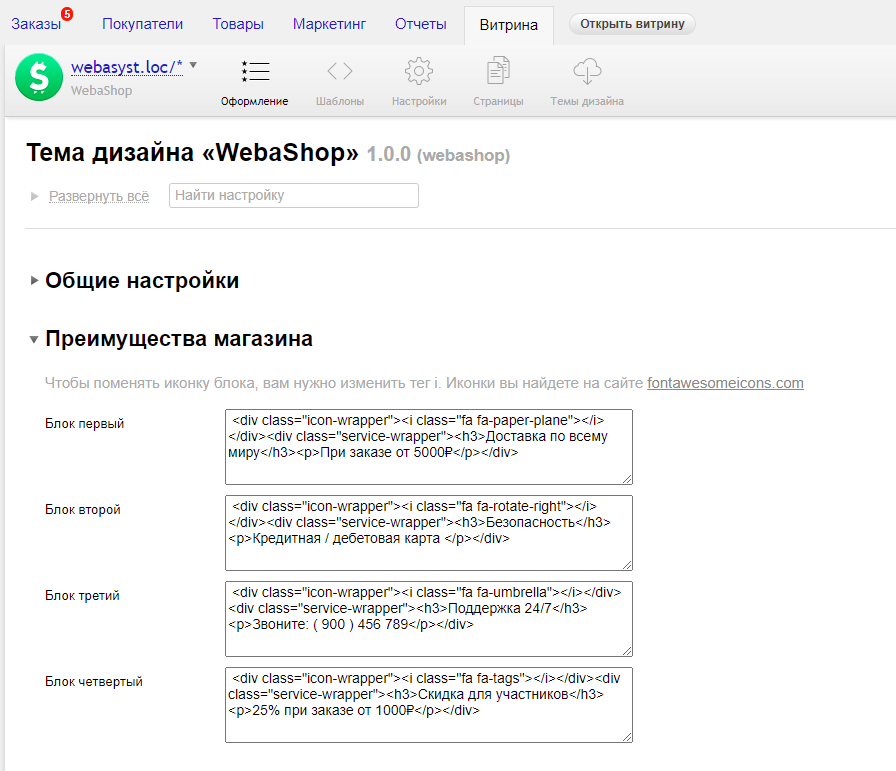 Заказы 5 Покупатели Товары Маркетинг Отчеты Витрина Открыть витрину
webasyst.loc/*
WebaShop
Оформление Шаблоны Настройки Страницы Темы дизайна
Тема дизайна «WebaShop» 1.0.0 (webashop)
Развернуть всё Найти настройку
Общие настройки
Преимущества магазина
Чтобы поменять иконку блока, вам нужно изменить тег i. Иконки вы найдете на сайте fontawesomeicons.com
Блок первый
<div class="icon-wrapper"><i class="fa fa-paper-plane"></i>
</div><div class="service-wrapper"><h3>Доставка по всему
миру</h3><p>При заказе от 5000₽</p></div>
Блок второй
<div class="icon-wrapper"><i class="fa fa-rotate-right"></i>
</div><div class="service-wrapper"><h3>Безопасность</h3>
<p>Кредитная / дебетовая карта </p></div>
Блок третий
<div class="icon-wrapper"><i class="fa fa-umbrella"></i></div>
<div class="service-wrapper"><h3>Поддержка 24/7</h3>
<p>Звоните: ( 900 ) 456 789</p></div>
Блок четвертый
<div class="icon-wrapper"><i class="fa fa-tags"></i></div><div
class="service-wrapper"><h3>Скидка для участников</h3>
<p>25% при заказе от 1000₽</p></div>